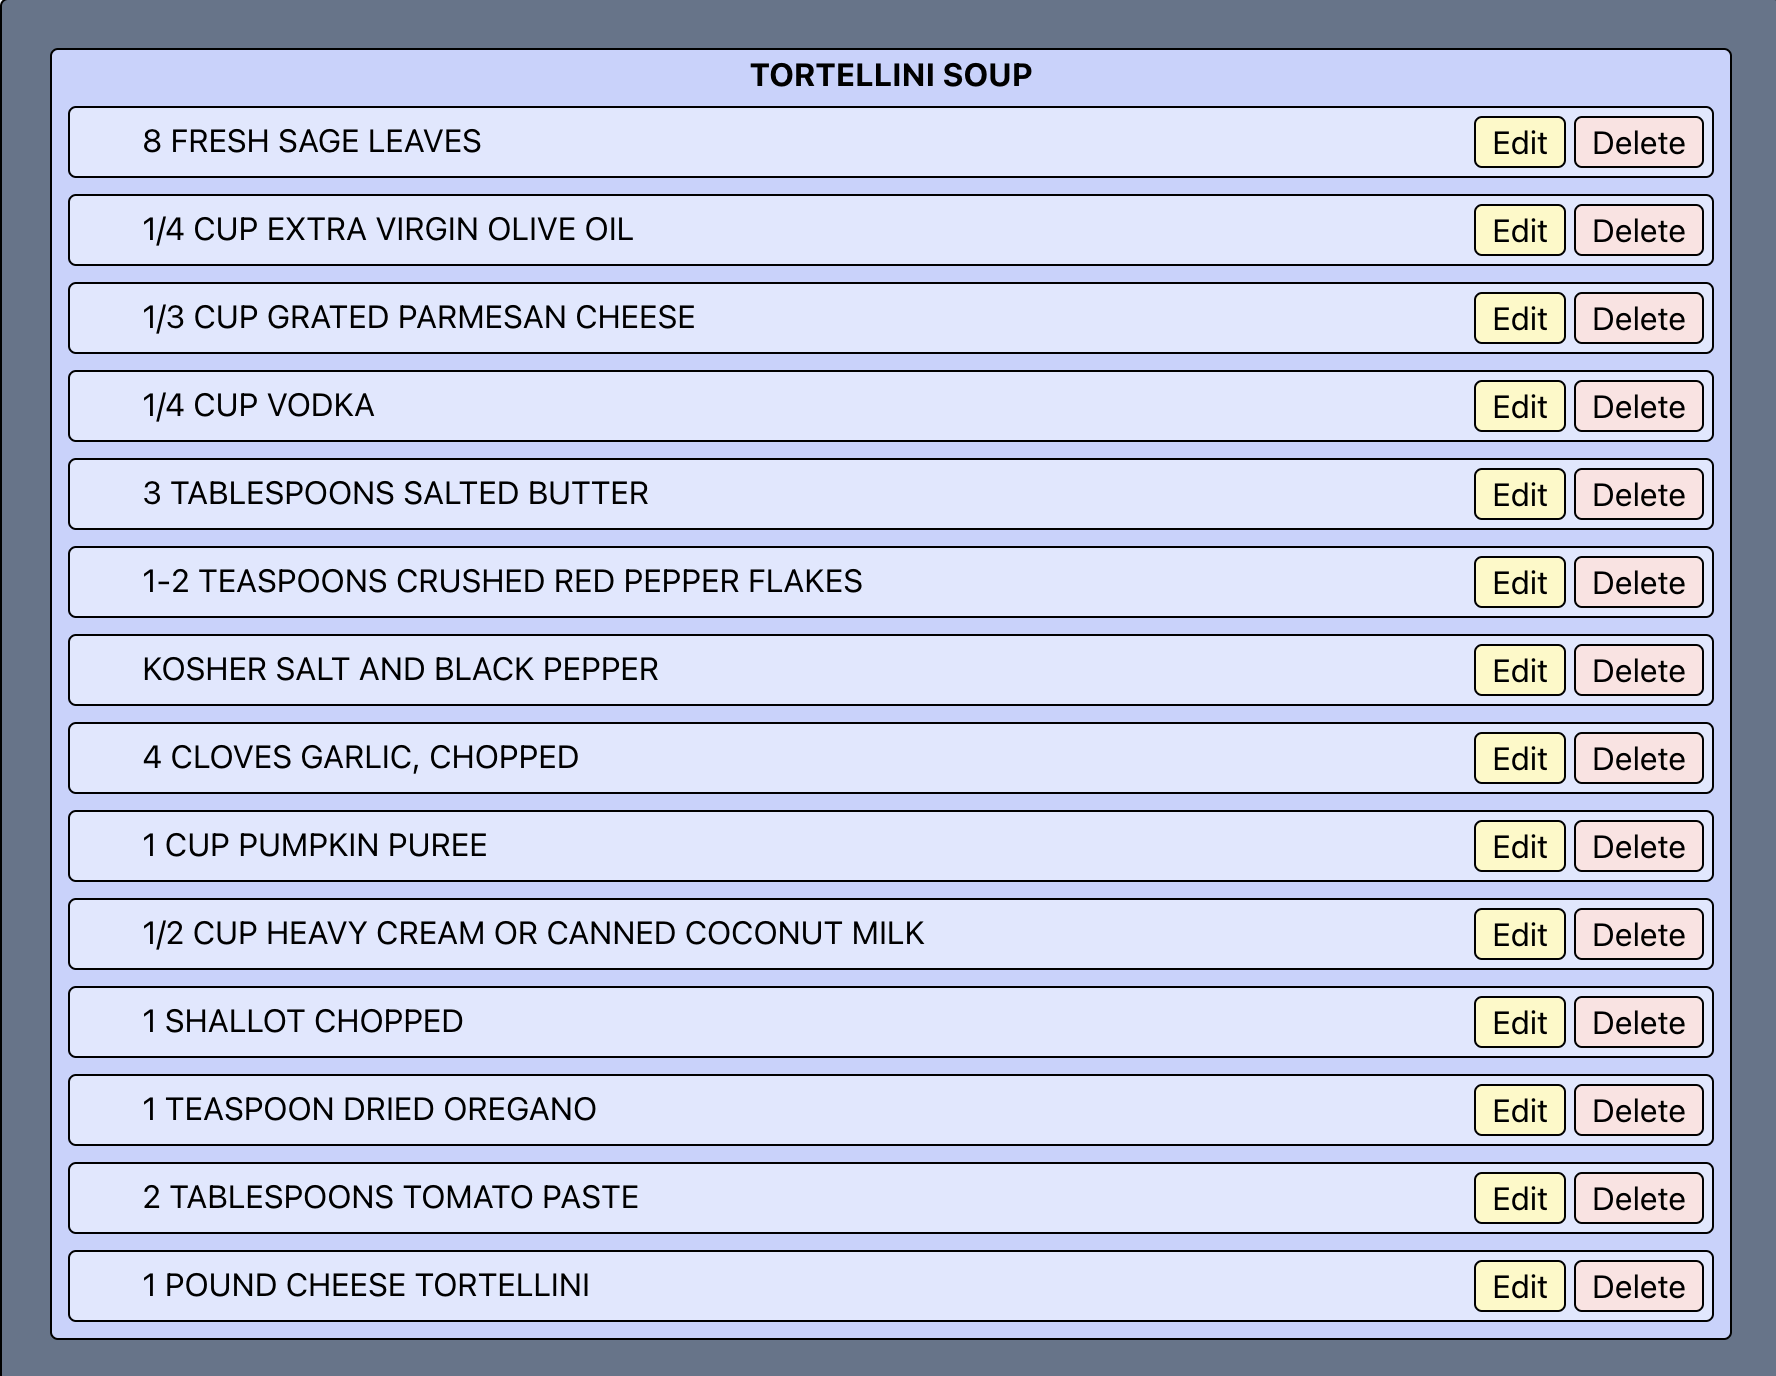 TORTELLINI SOUP
8 FRESH SAGE LEAVES Edit Delete
1/4 CUP EXTRA VIRGIN OLIVE OIL Edit Delete
1/3 CUP GRATED PARMESAN CHEESE Edit Delete
1/4 CUP VODKA Edit Delete
3 TABLESPOONS SALTED BUTTER Edit Delete
1-2 TEASPOONS CRUSHED RED PEPPER FLAKES Edit Delete
KOSHER SALT AND BLACK PEPPER Edit Delete
4 CLOVES GARLIC, CHOPPED Edit Delete
1 CUP PUMPKIN PUREE Edit Delete
1/2 CUP HEAVY CREAM OR CANNED COCONUT MILK Edit Delete
1 SHALLOT CHOPPED Edit Delete
1 TEASPOON DRIED OREGANO Edit Delete
2 TABLESPOONS TOMATO PASTE Edit Delete
1 POUND CHEESE TORTELLINI Edit Delete